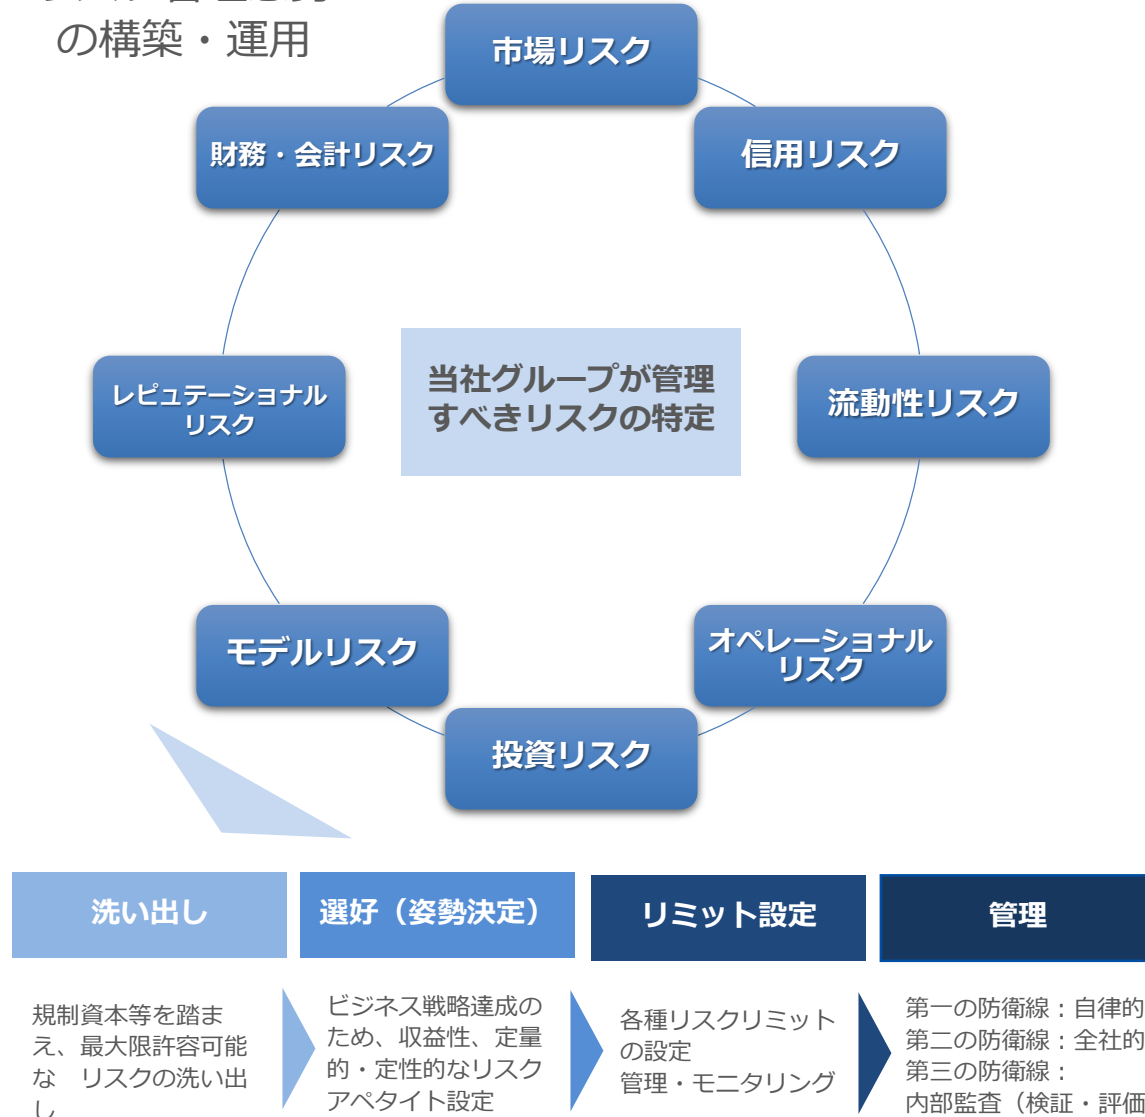 の構築・運用
市場リスク
財務・会計リスク
信用リスク
レピュテーショナル
リスク
当社グループが管理
すべきリスクの特定
流動性リスク
モデルリスク
オペレーショナル
リスク
投資リスク
洗い出し
選好（姿勢決定）
リミット設定
管理
規制資本等を踏ま
え、最大限許容可能
な　リスクの洗い出
し
ビジネス戦略達成の
ため、収益性、定量
的・定性的なリスク
アペタイト設定
各種リスクリミット
の設定
管理・モニタリング
第一の防衛線：自律的
第二の防衛線：全社的
第三の防衛線：
内部監査（検証・評価